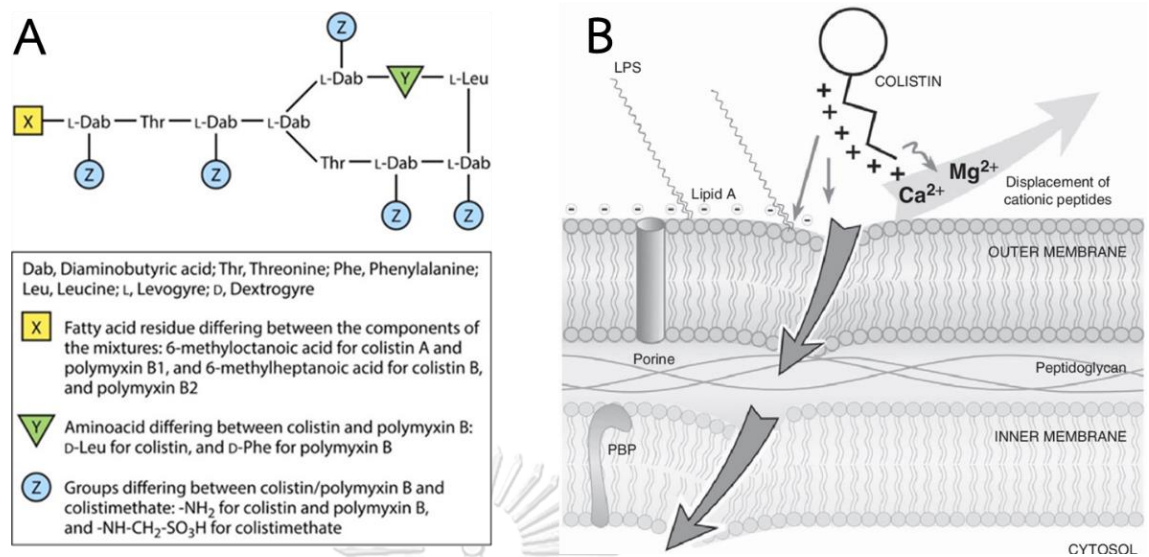 A
Z
L-Dab Y L-Leu
X L-Dab Thr L-Dab L-Dab
Z Z
Thr L-Dab L-Dab
Z Z
Dab, Diaminobutyric acid; Thr, Threonine; Phe, Phenylalanine;
Leu, Leucine; L, Levogyre; D, Dextrogyre
X Fatty acid residue differing between the components of
the mixtures: 6-methyloctanoic acid for colistin A and
polymyxin B1, and 6-methylheptanoic acid for colistin B,
and polymyxin B2
Y Aminoacid differing between colistin and polymyxin B:
D-Leu for colistin, and D-Phe for polymyxin B
Z Groups differing between colistin/polymyxin B and
colistimethate: -NH₂ for colistin and polymyxin B,
and -NH-CH₂-SO₃H for colistimethate
B
LPS
COLISTIN
+ + + + + +
Mg²⁺
Ca²⁺
Displacement of
cationic peptides
Lipid A
- - - - - - - -
OUTER MEMBRANE
Porine
Peptidoglycan
INNER MEMBRANE
PBP
CYTOSOL